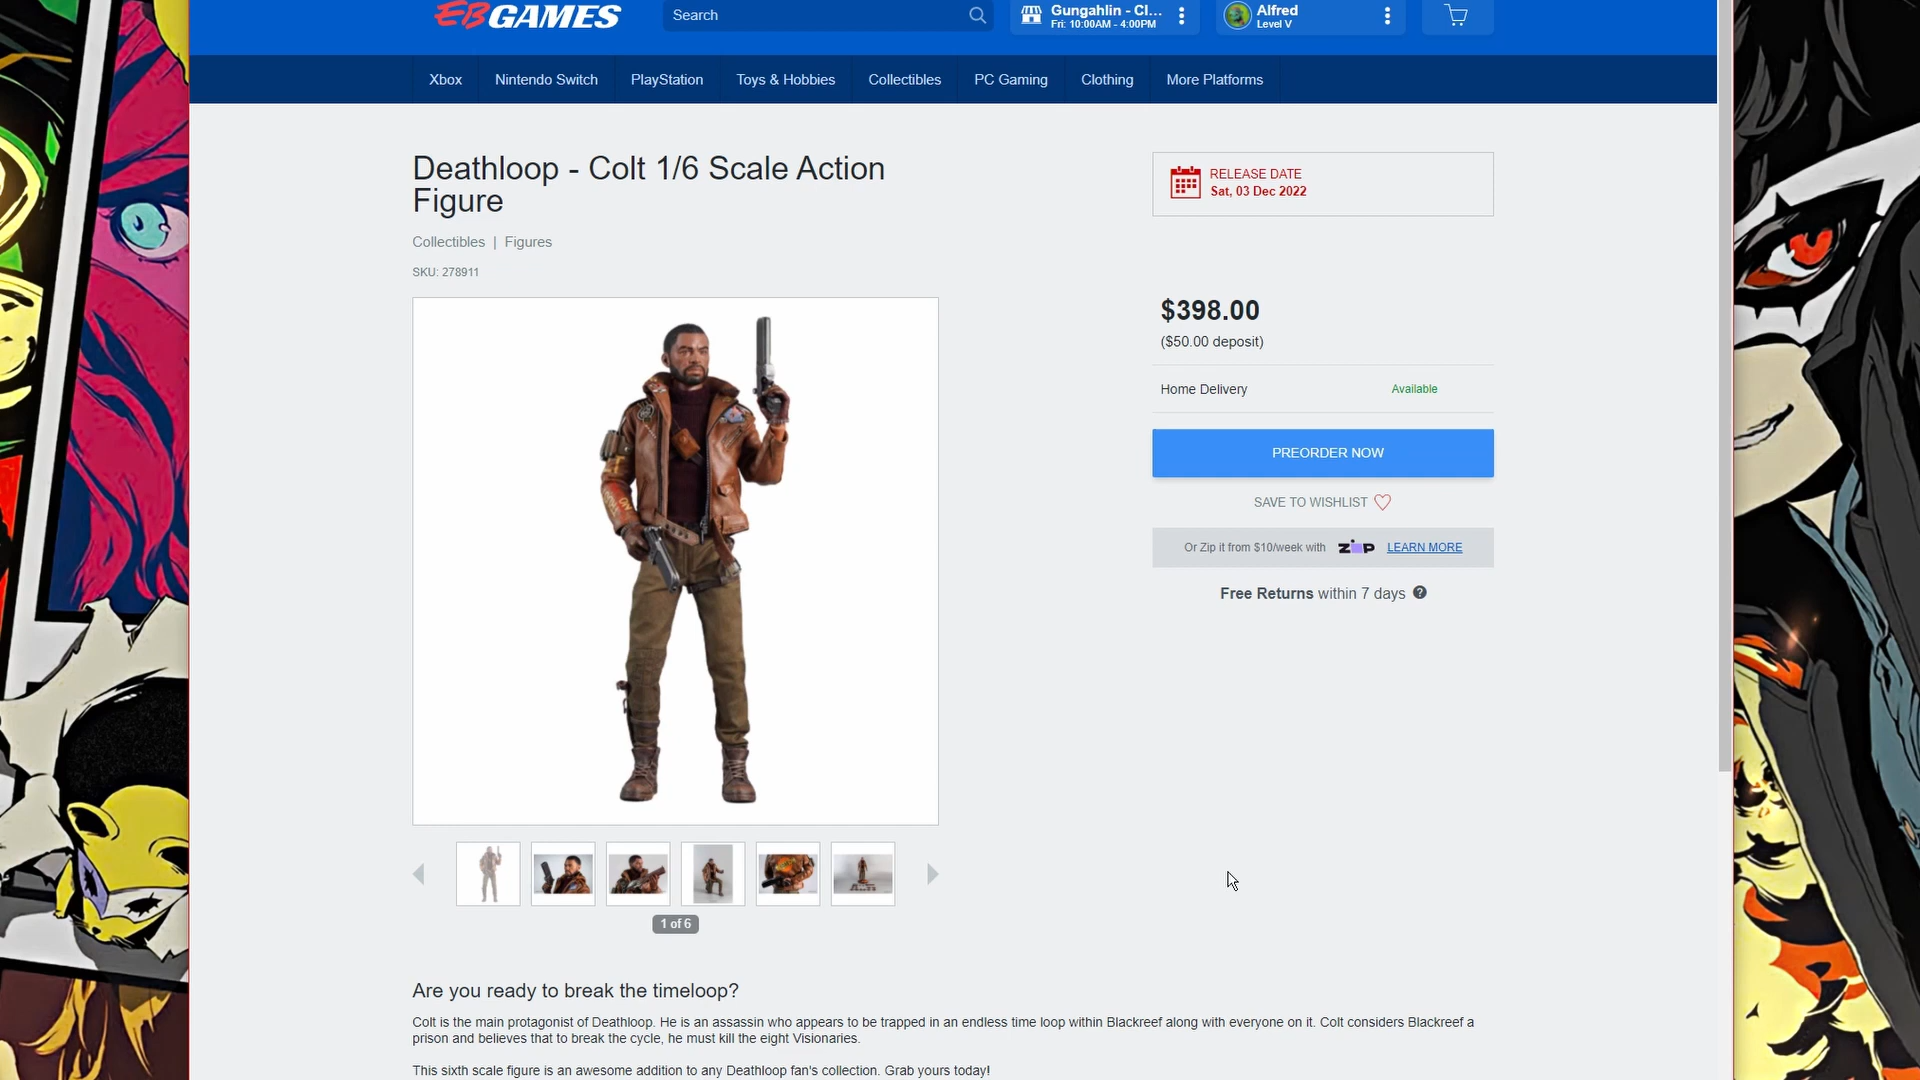 EB GAMES
Search
Gungahlin - Cl...
Fri: 10:00AM - 4:00PM
Alfred
Level V
Xbox
Nintendo Switch
PlayStation
Toys & Hobbies
Collectibles
PC Gaming
Clothing
More Platforms
Deathloop - Colt 1/6 Scale Action
Figure
Collectibles | Figures
SKU: 278911
RELEASE DATE
Sat, 03 Dec 2022
$398.00
($50.00 deposit)
Home Delivery
Available
PREORDER NOW
SAVE TO WISHLIST
Or Zip it from $10/week with zip LEARN MORE
Free Returns within 7 days ?
1 of 6
Are you ready to break the timeloop?
Colt is the main protagonist of Deathloop. He is an assassin who appears to be trapped in an endless time loop within Blackreef along with everyone on it. Colt considers Blackreef a
prison and believes that to break the cycle, he must kill the eight Visionaries.
This sixth scale figure is an awesome addition to any Deathloop fan's collection. Grab yours today!